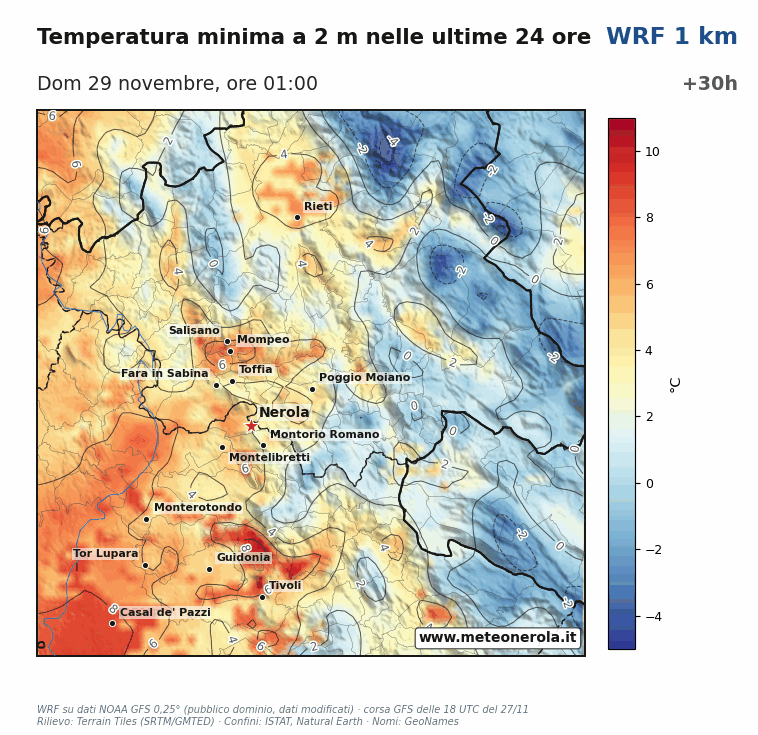 Temperatura minima a 2 m nelle ultime 24 ore WRF 1 km
Dom 29 novembre, ore 01:00 +30h
Rieti
Salisano
Mompeo
Fara in Sabina
Toffia
Poggio Moiano
Nerola
Montorio Romano
Montelibretti
Monterotondo
Tor Lupara
Guidonia
Tivoli
Casal de' Pazzi
www.meteonerola.it
10
8
6
4
2
0
−2
−4
°C
WRF su dati NOAA GFS 0,25° (pubblico dominio, dati modificati) · corsa GFS delle 18 UTC del 27/11
Rilievo: Terrain Tiles (SRTM/GMTED) · Confini: ISTAT, Natural Earth · Nomi: GeoNames